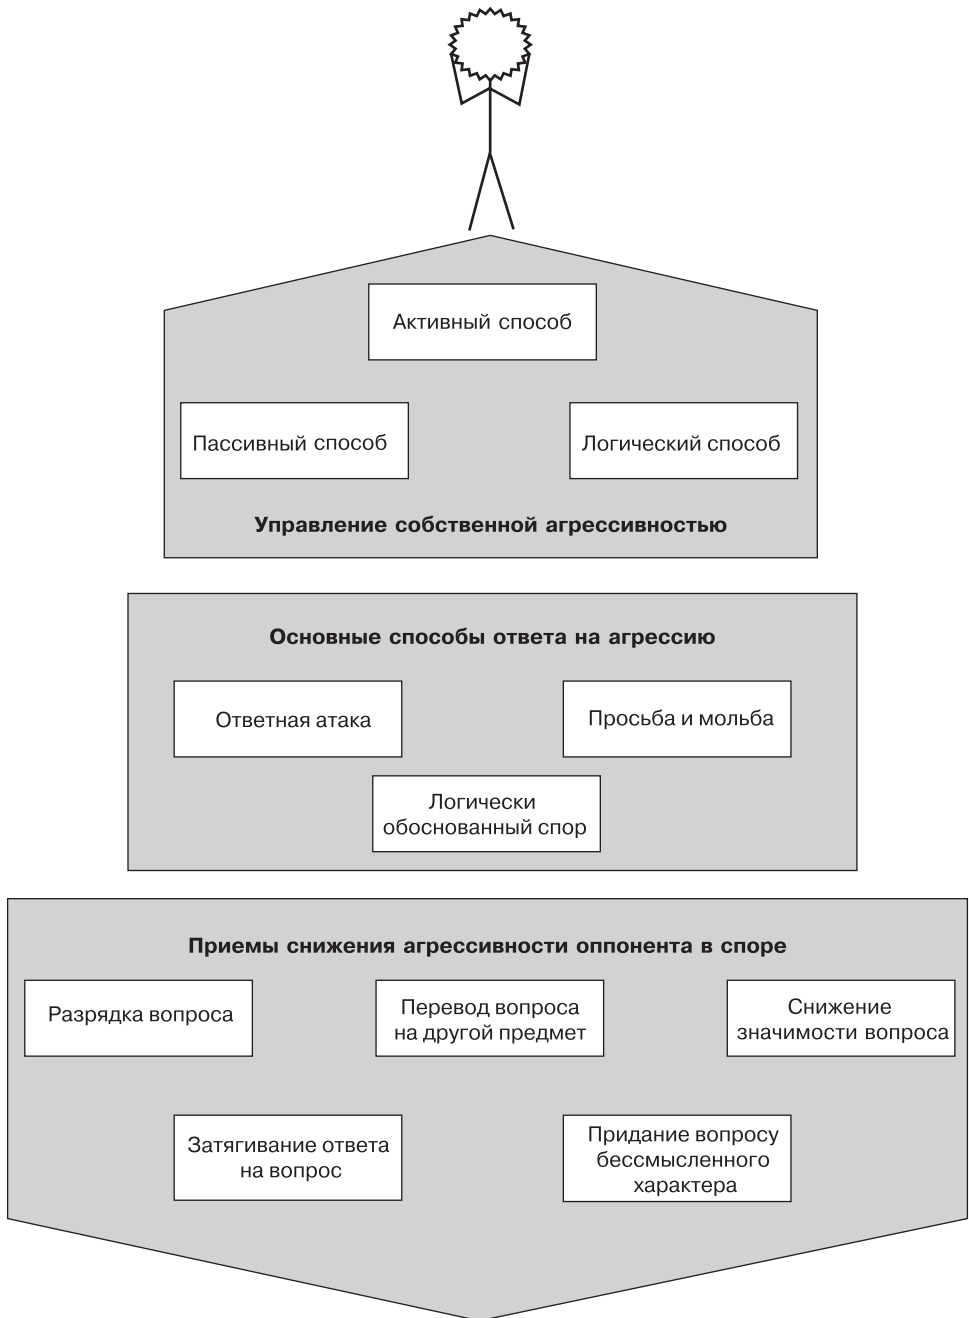 Активный способ
Пассивный способ
Логический способ
Управление собственной агрессивностью
Основные способы ответа на агрессию
Ответная атака
Просьба и мольба
Логически
обоснованный спор
Приемы снижения агрессивности оппонента в споре
Разрядка вопроса
Перевод вопроса
на другой предмет
Снижение
значимости вопроса
Затягивание ответа
на вопрос
Придание вопросу
бессмысленного
характера